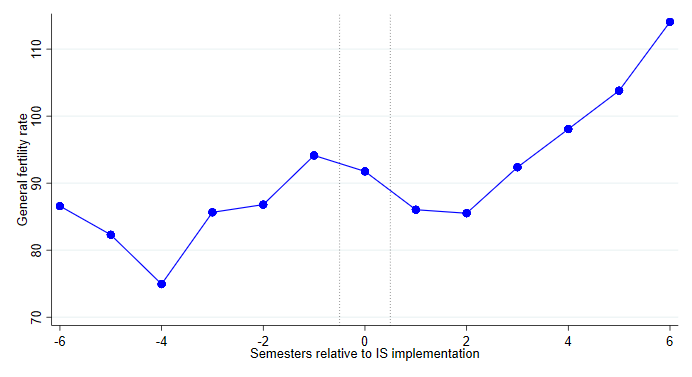 General fertility rate
110
100
90
80
70
-6 -4 -2 0 2 4 6
Semesters relative to IS implementation